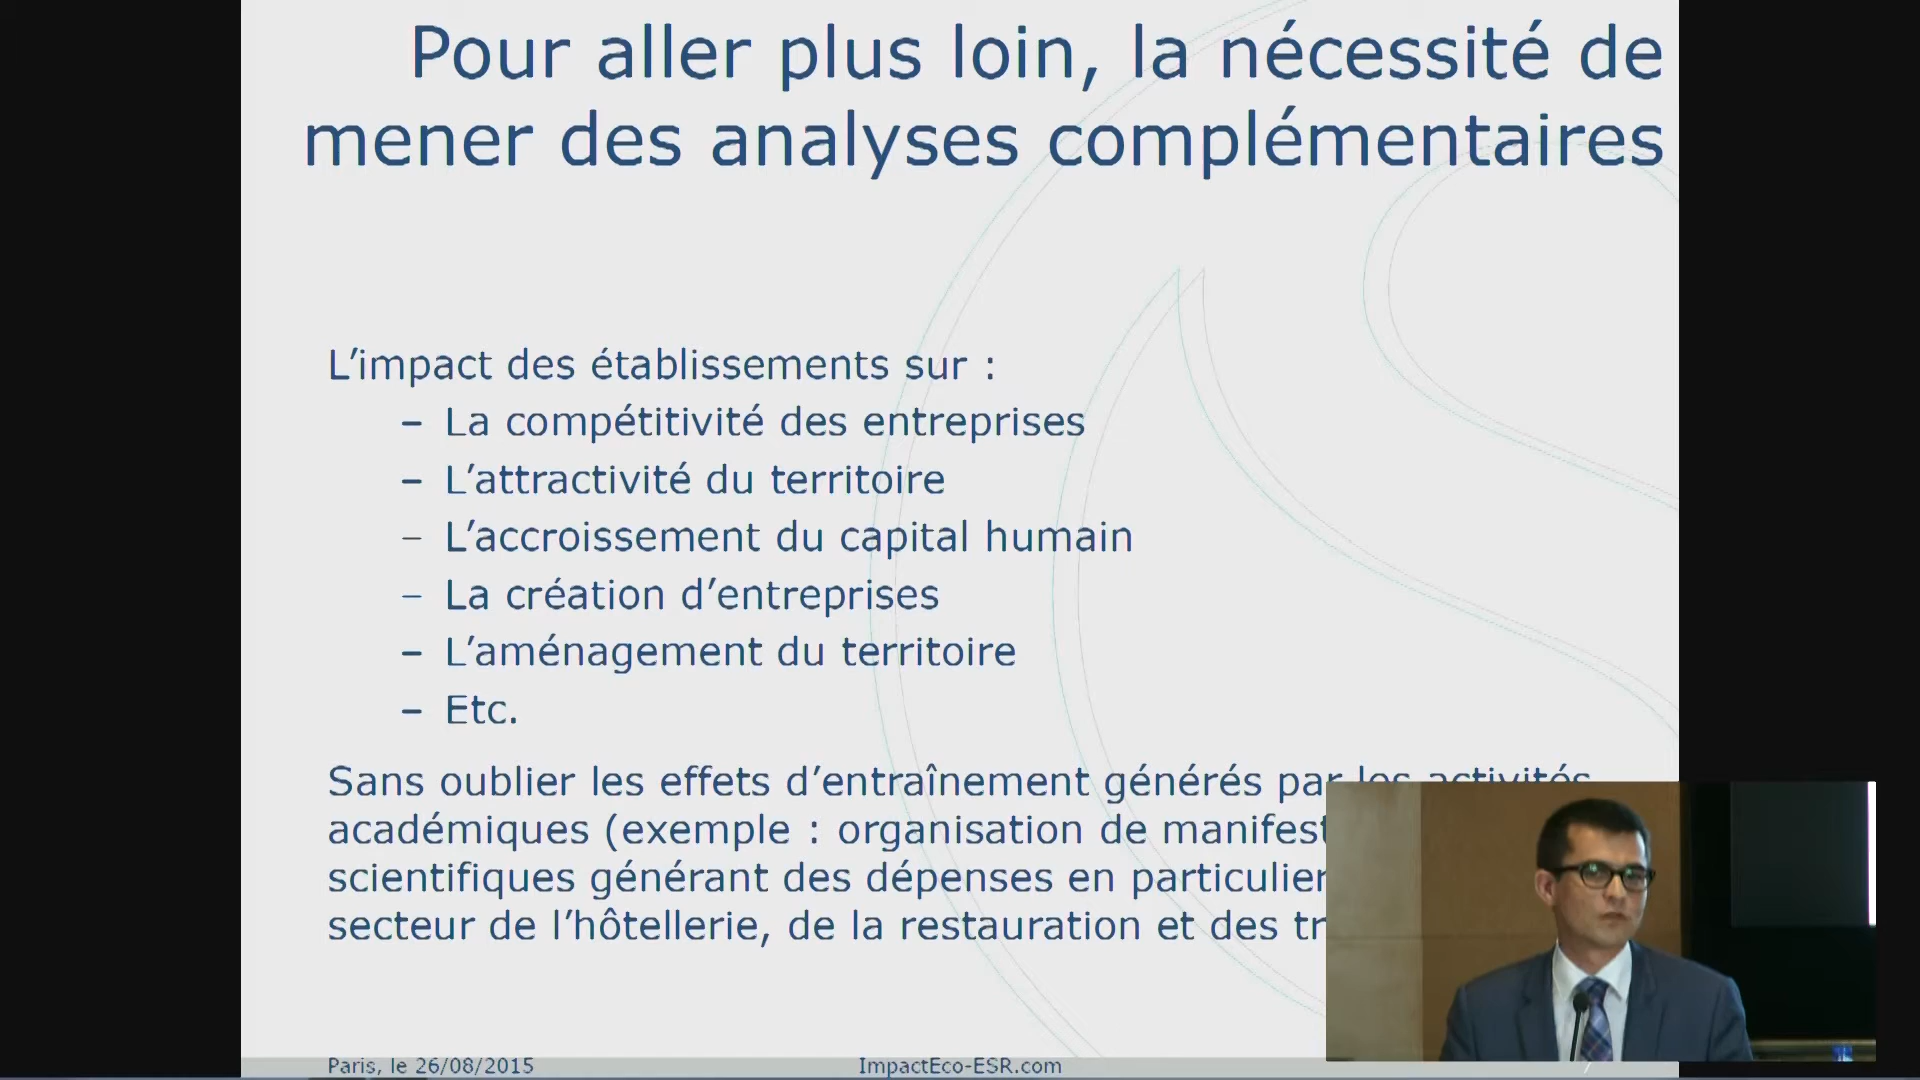 Pour aller plus loin, la nécessité de
mener des analyses complémentaires
L’impact des établissements sur :
– La compétitivité des entreprises
– L’attractivité du territoire
– L’accroissement du capital humain
– La création d’entreprises
– L’aménagement du territoire
– Etc.
Sans oublier les effets d’entraînement générés par les activités
académiques (exemple : organisation de
scientifiques générant des dépenses en particulier
secteur de l’hôtellerie, de la restauration et des
Paris, le 26/08/2015
ImpactEco-ESR.com